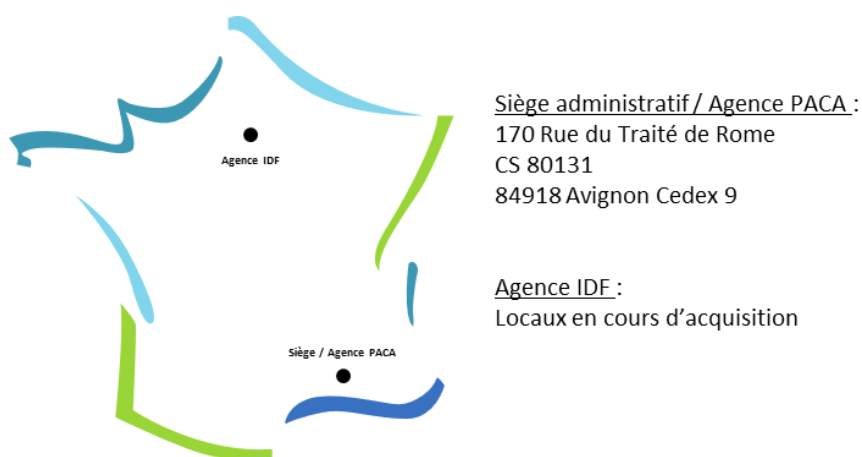 Agence IDF
Siège / Agence PACA
Siège administratif / Agence PACA :
170 Rue du Traité de Rome
CS 80131
84918 Avignon Cedex 9
Agence IDF :
Locaux en cours d’acquisition